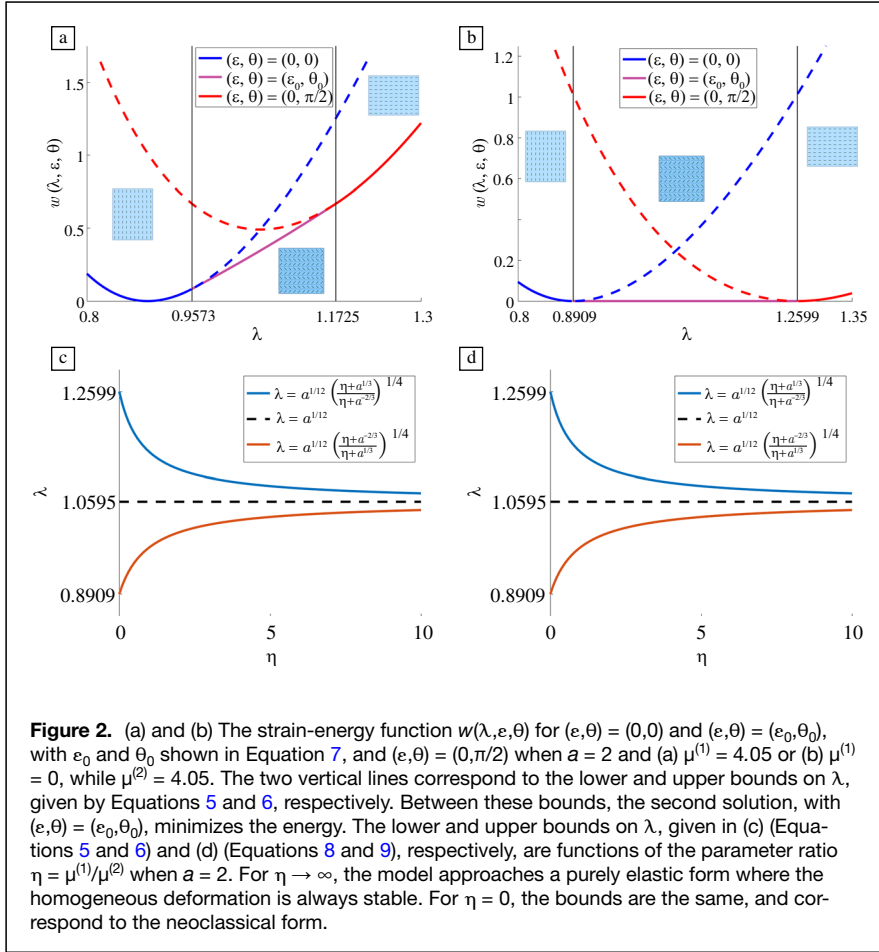 a
(ε, θ) = (0, 0)
(ε, θ) = (ε₀, θ₀)
(ε, θ) = (0, π/2)
w (λ, ε, θ)
1.5
1
0.5
0
0.8
0.9573
1.1725
1.3
λ
b
(ε, θ) = (0, 0)
(ε, θ) = (ε₀, θ₀)
(ε, θ) = (0, π/2)
w (λ, ε, θ)
1.2
1
0.8
0.6
0.4
0.2
0
0.8
0.8909
1.2599
1.35
λ
c
λ = a^{1/12} (η+a^{1/3} / η+a^{-2/3})^{1/4}
λ = a^{1/12}
λ = a^{1/12} (η+a^{-2/3} / η+a^{1/3})^{1/4}
1.2599
1.0595
0.8909
λ
0
5
10
η
d
λ = a^{1/12} (η+a^{1/3} / η+a^{-2/3})^{1/4}
λ = a^{1/12}
λ = a^{1/12} (η+a^{-2/3} / η+a^{1/3})^{1/4}
1.2599
1.0595
0.8909
λ
0
5
10
η
Figure 2. (a) and (b) The strain-energy function w(λ,ε,θ) for (ε,θ) = (0,0) and (ε,θ) = (ε₀,θ₀),
with ε₀ and θ₀ shown in Equation 7, and (ε,θ) = (0,π/2) when a = 2 and (a) μ⁽¹⁾ = 4.05 or (b) μ⁽¹⁾
= 0, while μ⁽²⁾ = 4.05. The two vertical lines correspond to the lower and upper bounds on λ,
given by Equations 5 and 6, respectively. Between these bounds, the second solution, with
(ε,θ) = (ε₀,θ₀), minimizes the energy. The lower and upper bounds on λ, given in (c) (Equa-
tions 5 and 6) and (d) (Equations 8 and 9), respectively, are functions of the parameter ratio
η = μ⁽¹⁾/μ⁽²⁾ when a = 2. For η → ∞, the model approaches a purely elastic form where the
homogeneous deformation is always stable. For η = 0, the bounds are the same, and cor-
respond to the neoclassical form.